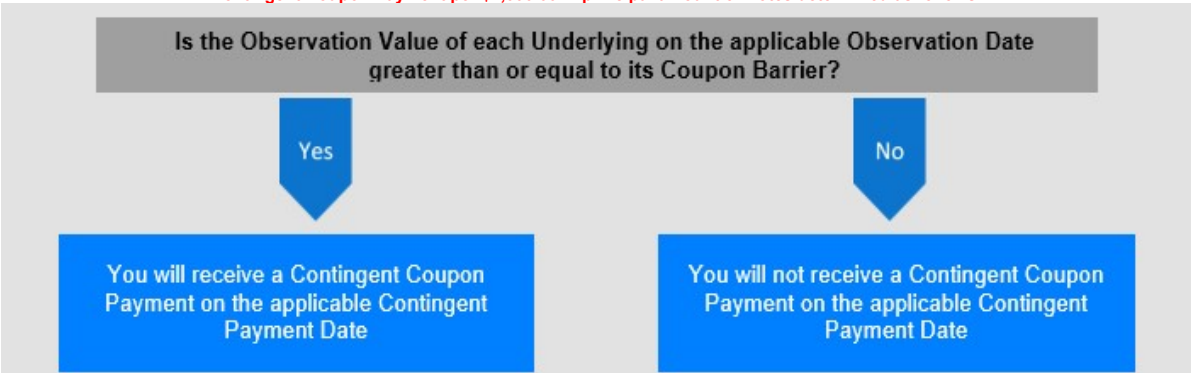 Is the Observation Value of each Underlying on the applicable Observation Date
greater than or equal to its Coupon Barrier?
Yes
No
You will receive a Contingent Coupon
Payment on the applicable Contingent
Payment Date
You will not receive a Contingent Coupon
Payment on the applicable Contingent
Payment Date